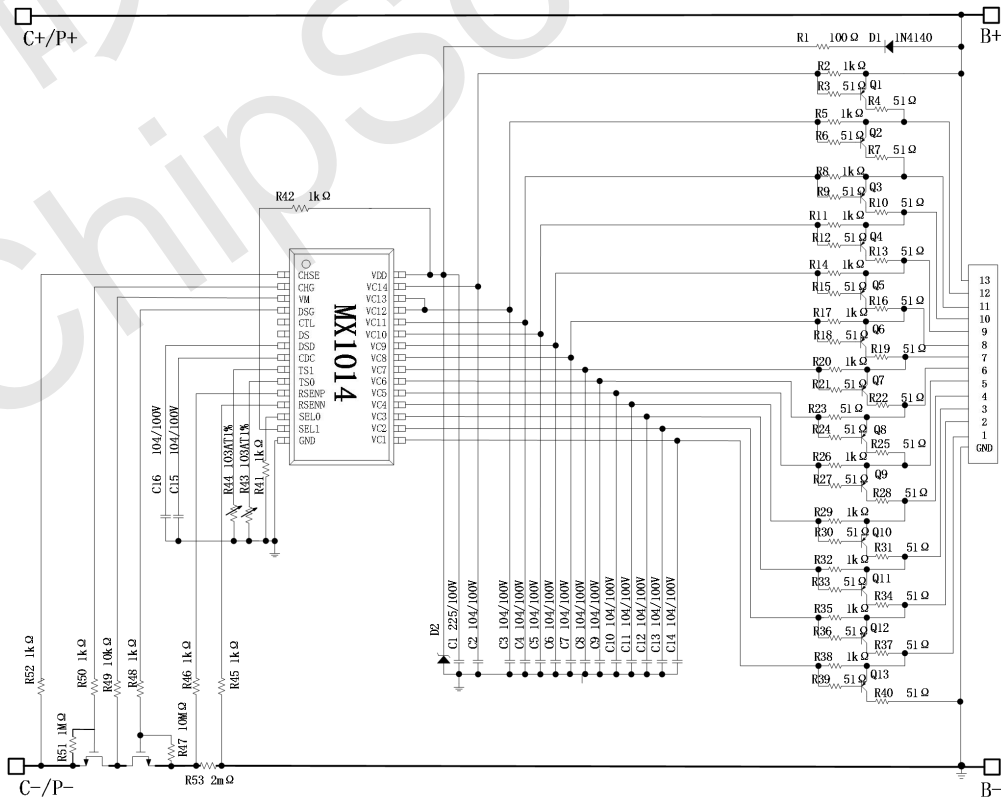 ChipSo
C+/P+
B+
R1 100Ω D1 1N4140
R2 1kΩ
R3 51Ω Q1
R4 51Ω
R5 1kΩ
R6 51Ω Q2
R7 51Ω
R8 1kΩ
R9 51Ω Q3
R10 51Ω
R11 1kΩ
R12 51Ω Q4
R13 51Ω
R14 1kΩ
R15 51Ω Q5
R16 51Ω
R17 1kΩ
R18 51Ω Q6
R19 51Ω
R20 1kΩ
R21 51Ω Q7
R22 51Ω
R23 51Ω
R24 51Ω Q8
R25 51Ω
R26 1kΩ
R27 51Ω Q9
R28 51Ω
R29 1kΩ
R30 51Ω Q10
R31 51Ω
R32 1kΩ
R33 51Ω Q11
R34 51Ω
R35 1kΩ
R36 51Ω Q12
R37 51Ω
R38 1kΩ
R39 51Ω Q13
R40 51Ω
13
12
11
10
9
8
7
6
5
4
3
2
1
GND
R42 1kΩ
MX1014
CHSE VDD
CHG VC14
VM VC13
DSG VC12
CTL VC11
DS VC10
DSD VC9
CDC VC8
TS1 VC7
TS0 VC6
RSENP VC5
RSENN VC4
SEL0 VC3
SEL1 VC2
GND VC1
C16 104/100V
C15 104/100V
R44 103AT1%
R43 103AT1%
R41 1kΩ
D2
C1 225/100V
C2 104/100V
C3 104/100V
C4 104/100V
C5 104/100V
C6 104/100V
C7 104/100V
C8 104/100V
C9 104/100V
C10 104/100V
C11 104/100V
C12 104/100V
C13 104/100V
C14 104/100V
R52 1kΩ
R50 1kΩ
R49 10kΩ
R48 1kΩ
R46 1kΩ
R45 1kΩ
R51 1MΩ
R47 10MΩ
R53 2mΩ
C-/P-
B-